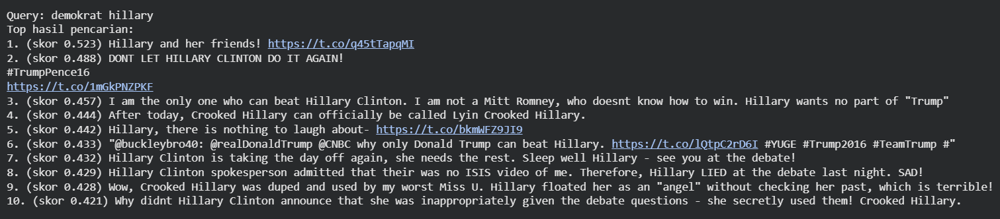 Query: demokrat hillary
Top hasil pencarian:
1. (skor 0.523) Hillary and her friends! https://t.co/q45tTapqMI
2. (skor 0.488) DONT LET HILLARY CLINTON DO IT AGAIN!
#TrumpPence16
https://t.co/1mGkPNZPKF
3. (skor 0.457) I am the only one who can beat Hillary Clinton. I am not a Mitt Romney, who doesnt know how to win. Hillary wants no part of "Trump"
4. (skor 0.444) After today, Crooked Hillary can officially be called Lyin Crooked Hillary.
5. (skor 0.442) Hillary, there is nothing to laugh about- https://t.co/bkmWFZ9JI9
6. (skor 0.433) "@buckleybro40: @realDonaldTrump @CNBC why only Donald Trump can beat Hillary. https://t.co/lQtpC2rD6I #YUGE #Trump2016 #TeamTrump #"
7. (skor 0.432) Hillary Clinton is taking the day off again, she needs the rest. Sleep well Hillary - see you at the debate!
8. (skor 0.429) Hillary Clinton spokesperson admitted that their was no ISIS video of me. Therefore, Hillary LIED at the debate last night. SAD!
9. (skor 0.428) Wow, Crooked Hillary was duped and used by my worst Miss U. Hillary floated her as an "angel" without checking her past, which is terrible!
10. (skor 0.421) Why didnt Hillary Clinton announce that she was inappropriately given the debate questions - she secretly used them! Crooked Hillary.